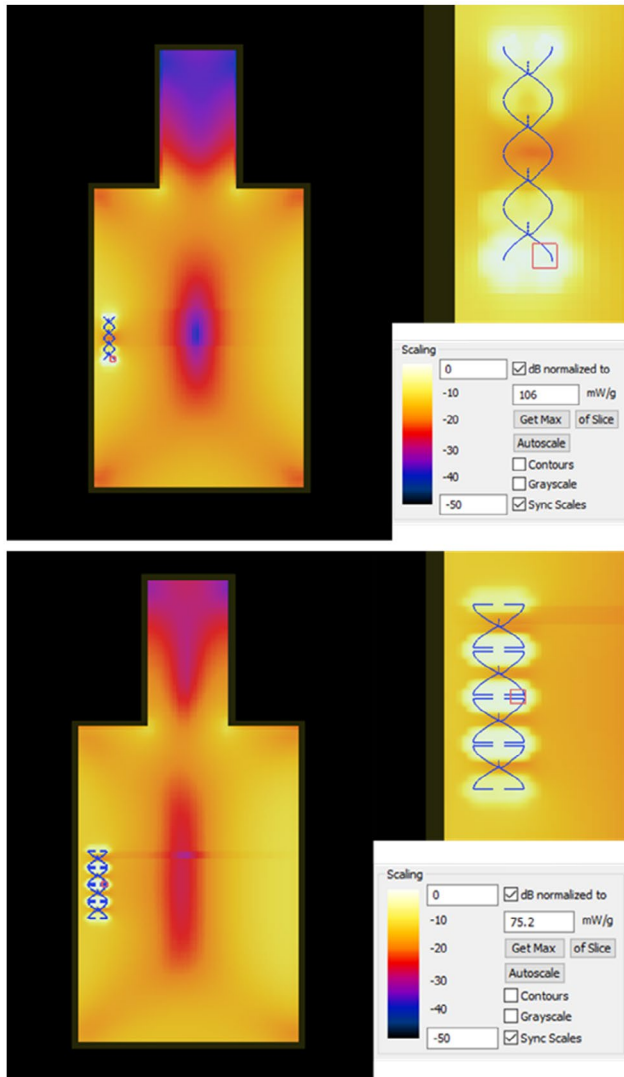 Scaling
0
dB normalized to
-10
106 mW/g
-20
Get Max of Slice
-30
Autoscale
Contours
-40
Grayscale
-50
Sync Scales
Scaling
0
dB normalized to
-10
75.2 mW/g
-20
Get Max of Slice
-30
Autoscale
Contours
-40
Grayscale
-50
Sync Scales